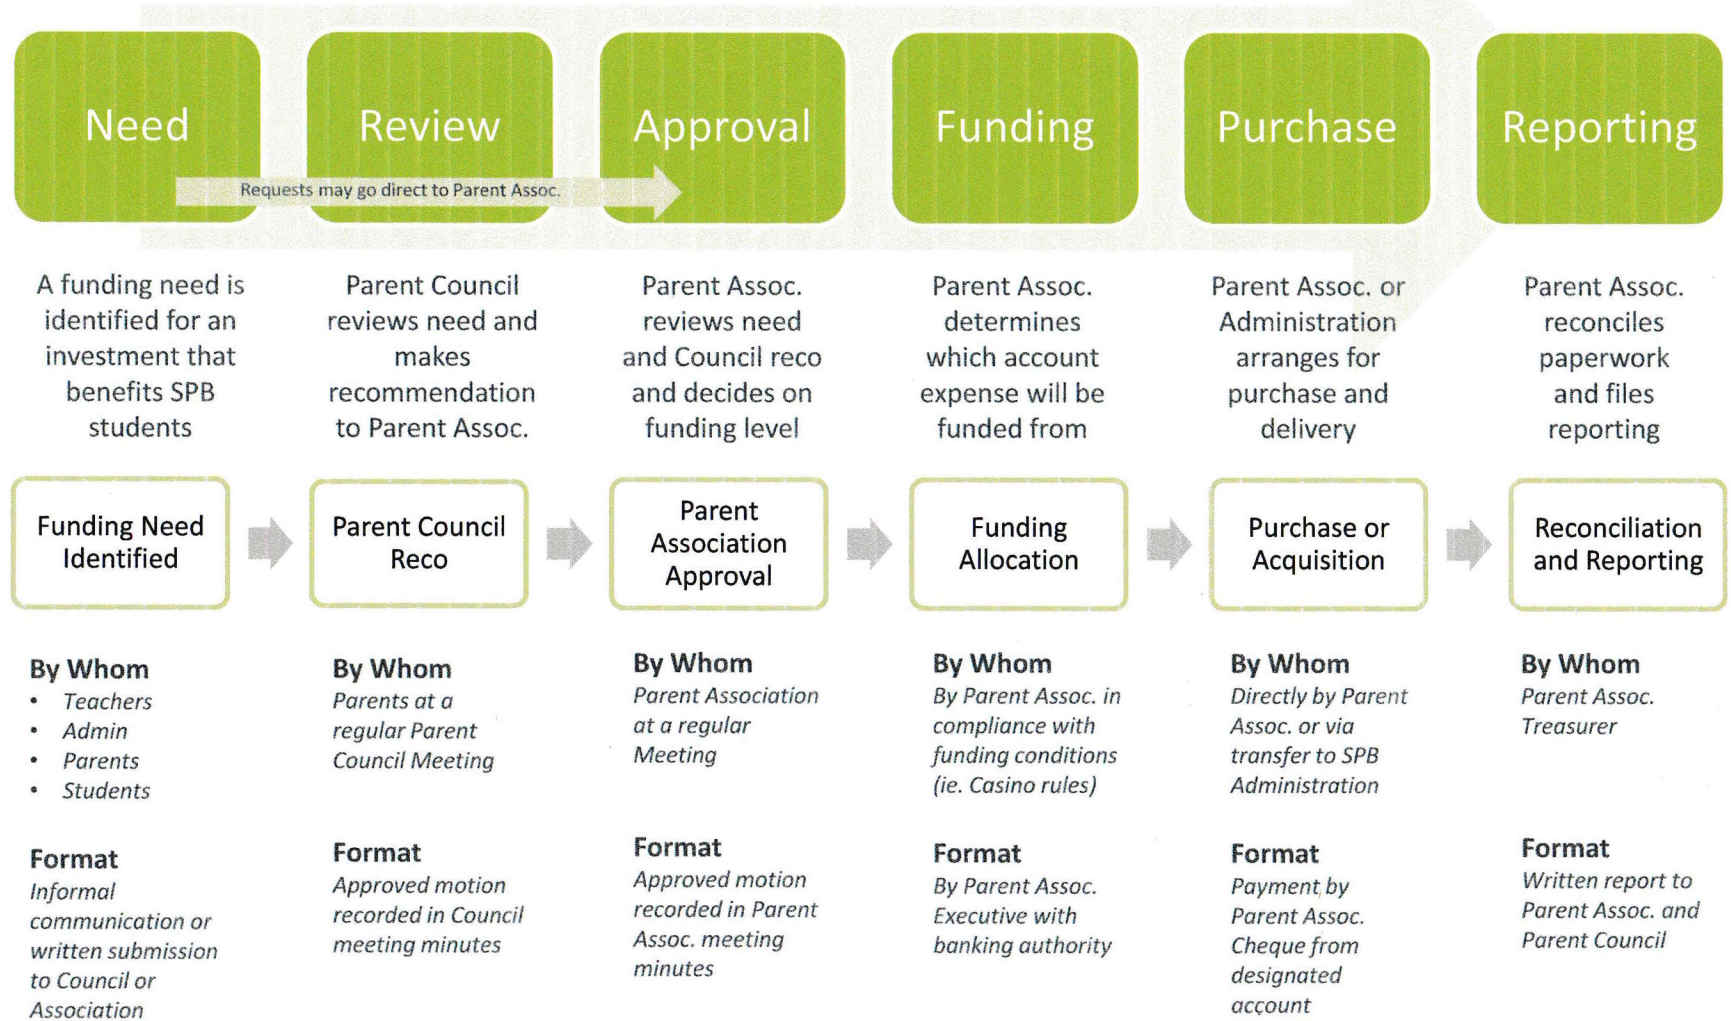 Need
Review
Approval
Funding
Purchase
Reporting
Requests may go direct to Parent Assoc.
A funding need is
identified for an
investment that
benefits SPB
students
Parent Council
reviews need and
makes
recommendation
to Parent Assoc.
Parent Assoc.
reviews need
and Council reco
and decides on
funding level
Parent Assoc.
determines
which account
expense will be
funded from
Parent Assoc. or
Administration
arranges for
purchase and
delivery
Parent Assoc.
reconciles
paperwork
and files
reporting
Funding Need
Identified
Parent Council
Reco
Parent
Association
Approval
Funding
Allocation
Purchase or
Acquisition
Reconciliation
and Reporting
By Whom
• Teachers
• Admin
• Parents
• Students
By Whom
Parents at a
regular Parent
Council Meeting
By Whom
Parent Association
at a regular
Meeting
By Whom
By Parent Assoc. in
compliance with
funding conditions
(ie. Casino rules)
By Whom
Directly by Parent
Assoc. or via
transfer to SPB
Administration
By Whom
Parent Assoc.
Treasurer
Format
Informal
communication or
written submission
to Council or
Association
Format
Approved motion
recorded in Council
meeting minutes
Format
Approved motion
recorded in Parent
Assoc. meeting
minutes
Format
By Parent Assoc.
Executive with
banking authority
Format
Payment by
Parent Assoc.
Cheque from
designated
account
Format
Written report to
Parent Assoc. and
Parent Council